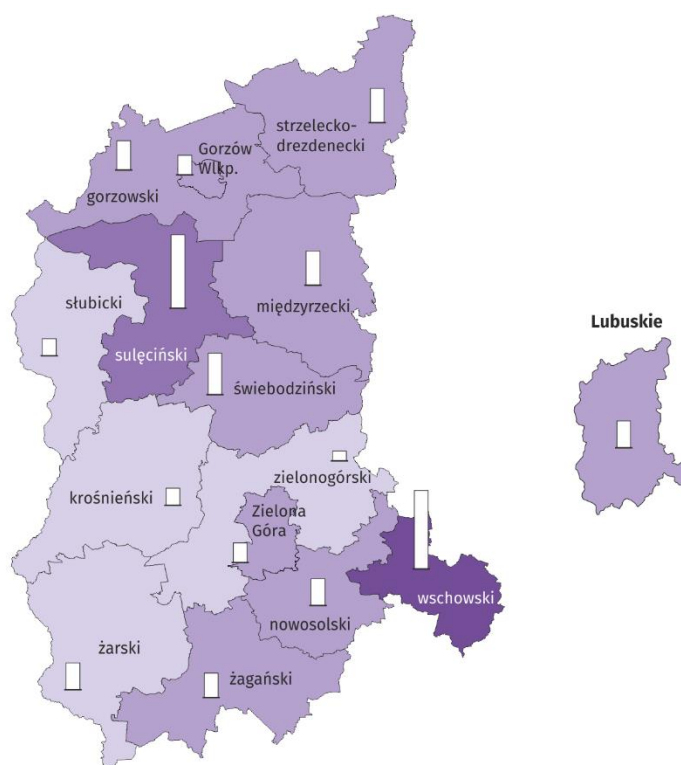 strzelecko-
drezdenecki
Gorzów
Wlkp.
gorzowski
słubicki
międzyrzecki
Lubuskie
sulęciński
świebodziński
krośnieński
zielonogórski
Zielona
Góra
wschowski
nowosolski
żarski
żagański